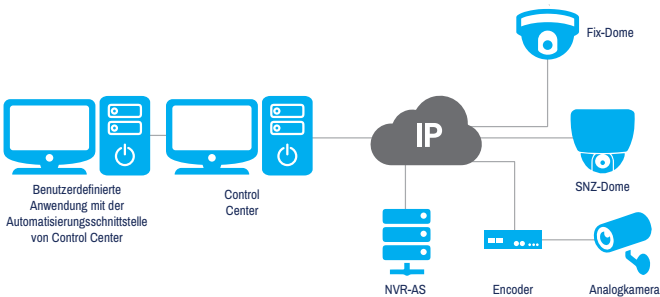 Fix-Dome
IP
SNZ-Dome
Benutzerdefinierte
Anwendung mit der
Automatisierungsschnittstelle
von Control Center
Control
Center
NVR-AS
Encoder
Analogkamera